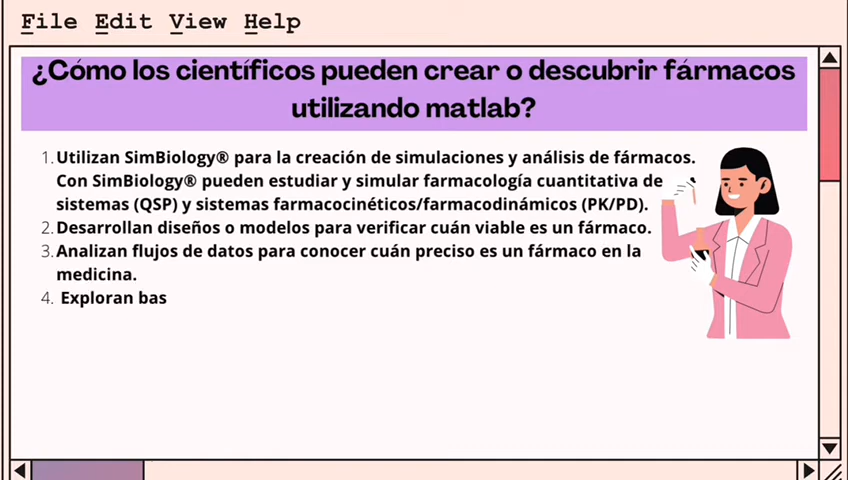 File Edit View Help
¿Cómo los científicos pueden crear o descubrir fármacos
utilizando matlab?
1. Utilizan SimBiology® para la creación de simulaciones y análisis de fármacos.
Con SimBiology® pueden estudiar y simular farmacología cuantitativa de
sistemas (QSP) y sistemas farmacocinéticos/farmacodinámicos (PK/PD).
2. Desarrollan diseños o modelos para verificar cuán viable es un fármaco.
3. Analizan flujos de datos para conocer cuán preciso es un fármaco en la
medicina.
4. Exploran bas